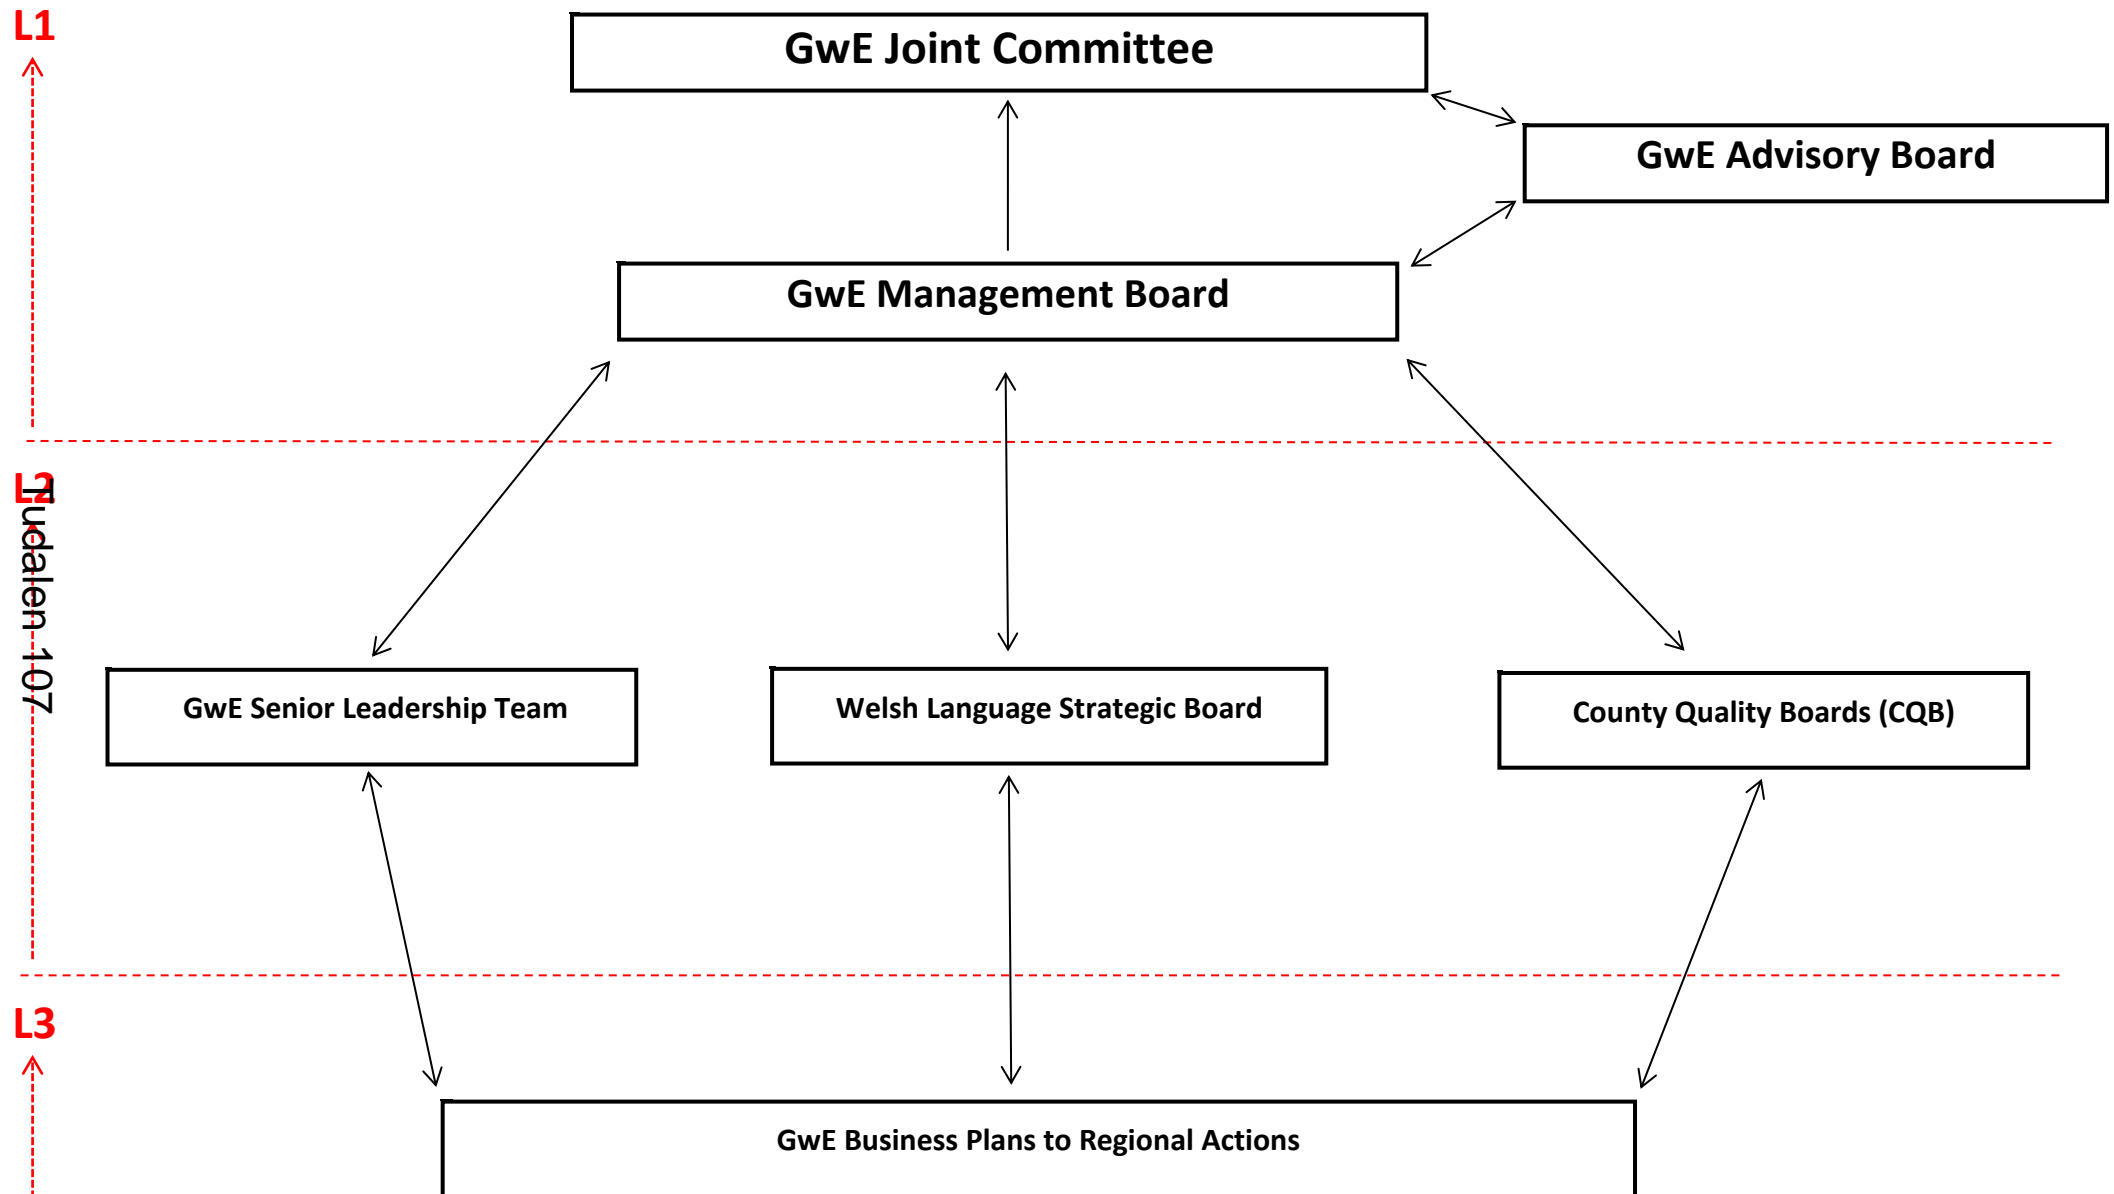 L1
GwE Joint Committee
GwE Advisory Board
GwE Management Board
L2
Tudalen 107
GwE Senior Leadership Team
Welsh Language Strategic Board
County Quality Boards (CQB)
L3
GwE Business Plans to Regional Actions